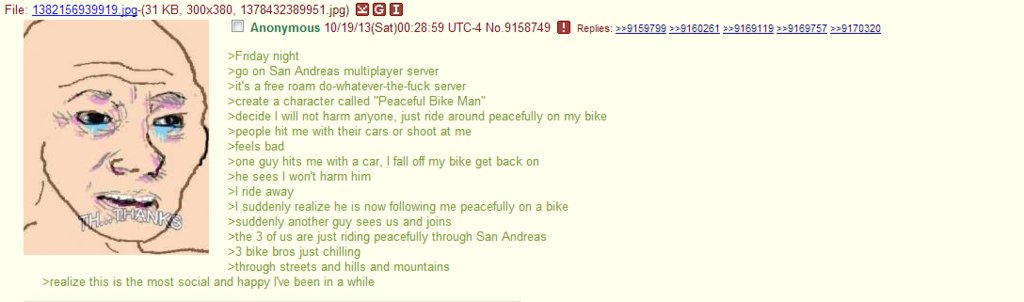 File: 1382156939919.jpg-(31 KB, 300x380, 1378432389951.jpg) K G I
Anonymous 10/19/13(Sat)00:28:59 UTC-4 No.9158749 ! Replies: >>9159799 >>9160261 >>9169119 >>9169757 >>9170320
>Friday night
>go on San Andreas multiplayer server
>it's a free roam do-whatever-the-fuck server
>create a character called "Peaceful Bike Man"
>decide I will not harm anyone, just ride around peacefully on my bike
>people hit me with their cars or shoot at me
>feels bad
>one guy hits me with a car, I fall off my bike get back on
>he sees I won't harm him
>I ride away
>I suddenly realize he is now following me peacefully on a bike
>suddenly another guy sees us and joins
>the 3 of us are just riding peacefully through San Andreas
>3 bike bros just chilling
>through streets and hills and mountains
>realize this is the most social and happy I've been in a while
TH...THANKS